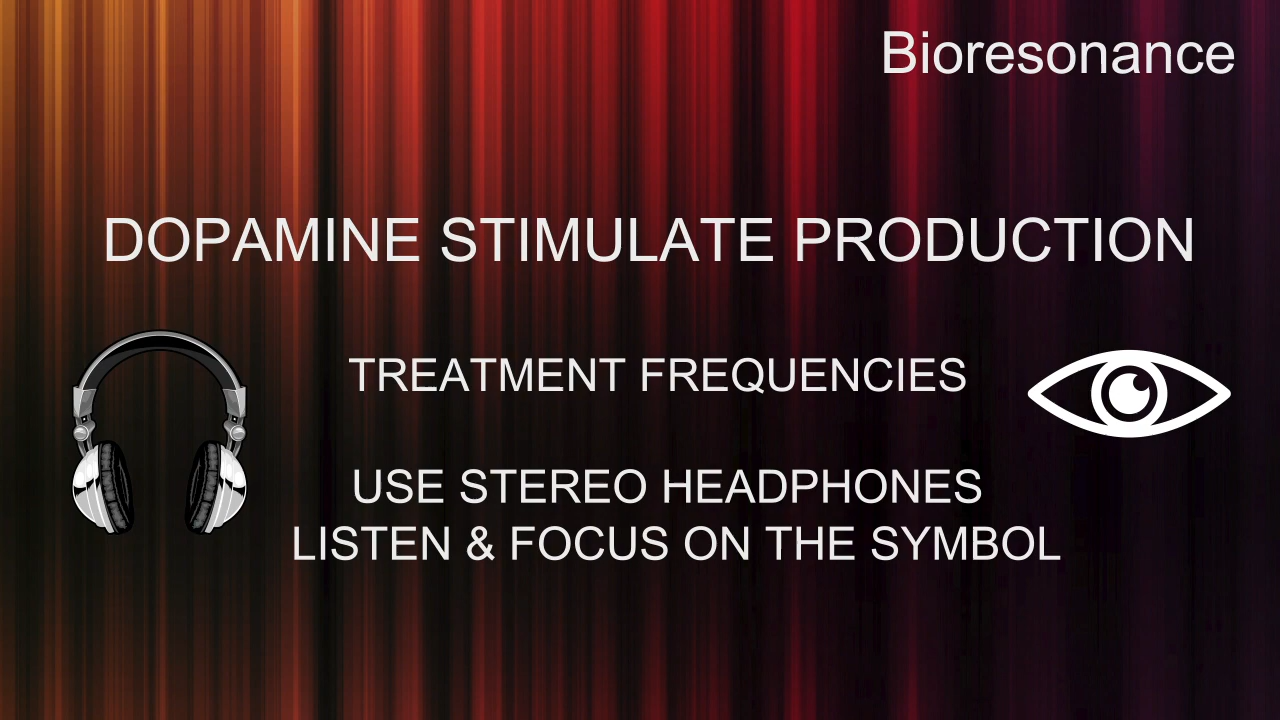 Bioresonance
DOPAMINE STIMULATE PRODUCTION
TREATMENT FREQUENCIES
USE STEREO HEADPHONES
LISTEN & FOCUS ON THE SYMBOL